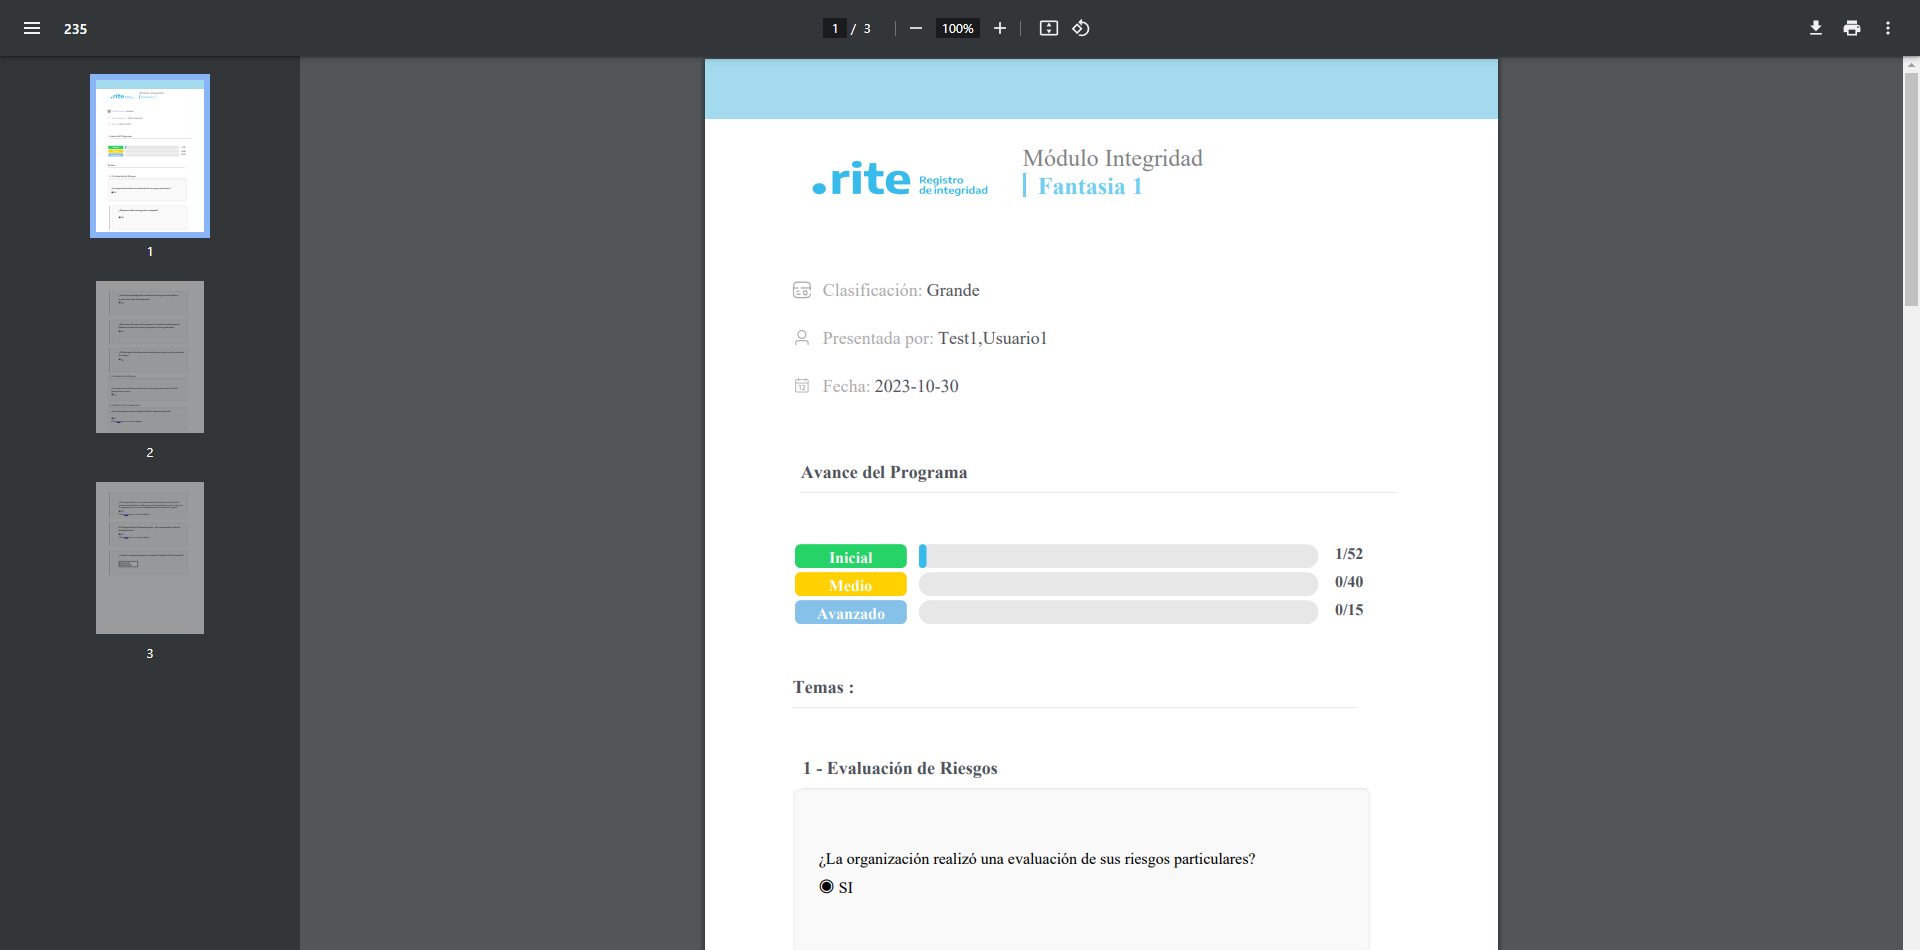 235
1 / 3
100%
1
2
3
.rite Registro de integridad
Módulo Integridad
Fantasia 1
Clasificación: Grande
Presentada por: Test1,Usuario1
Fecha: 2023-10-30
Avance del Programa
Inicial 1/52
Medio 0/40
Avanzado 0/15
Temas :
1 - Evaluación de Riesgos
¿La organización realizó una evaluación de sus riesgos particulares?
SI